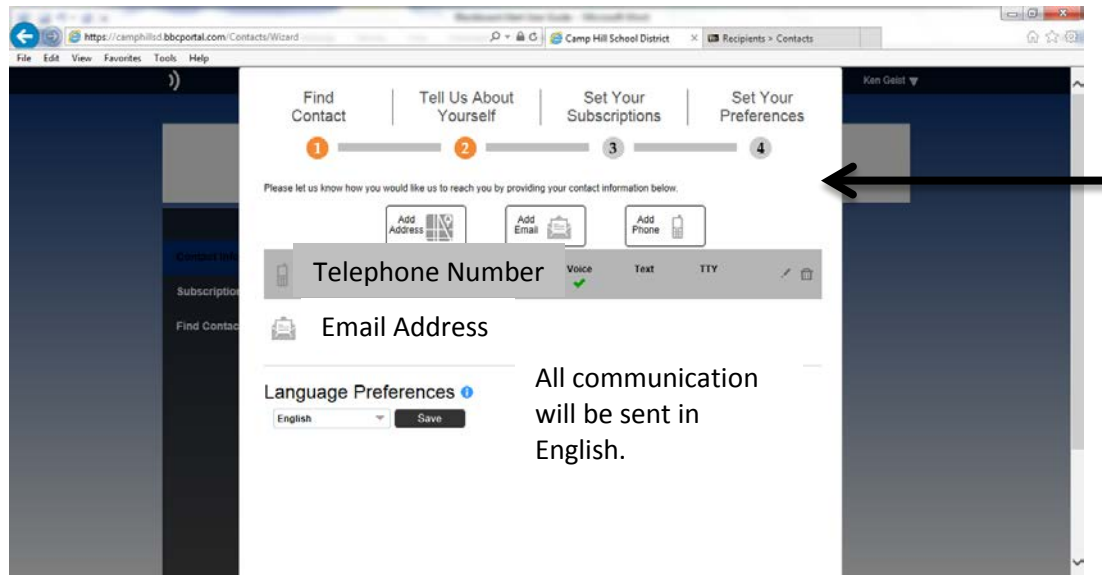 https://camphillsd.bbcportal.com/Contacts/Wizard
Camp Hill School District
Recipients > Contacts
File Edit View Favorites Tools Help
Ken Geist
Find Contact
Tell Us About Yourself
Set Your Subscriptions
Set Your Preferences
1 2 3 4
Please let us know how you would like us to reach you by providing your contact information below.
Add Address
Add Email
Add Phone
Telephone Number Voice Text TTY
Contact Info
Subscription
Find Contac
Email Address
Language Preferences
English Save
All communication
will be sent in
English.